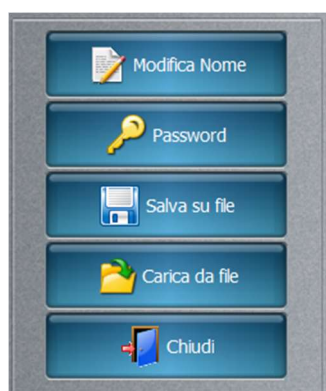 Modifica Nome
Password
Salva su file
Carica da file
Chiudi